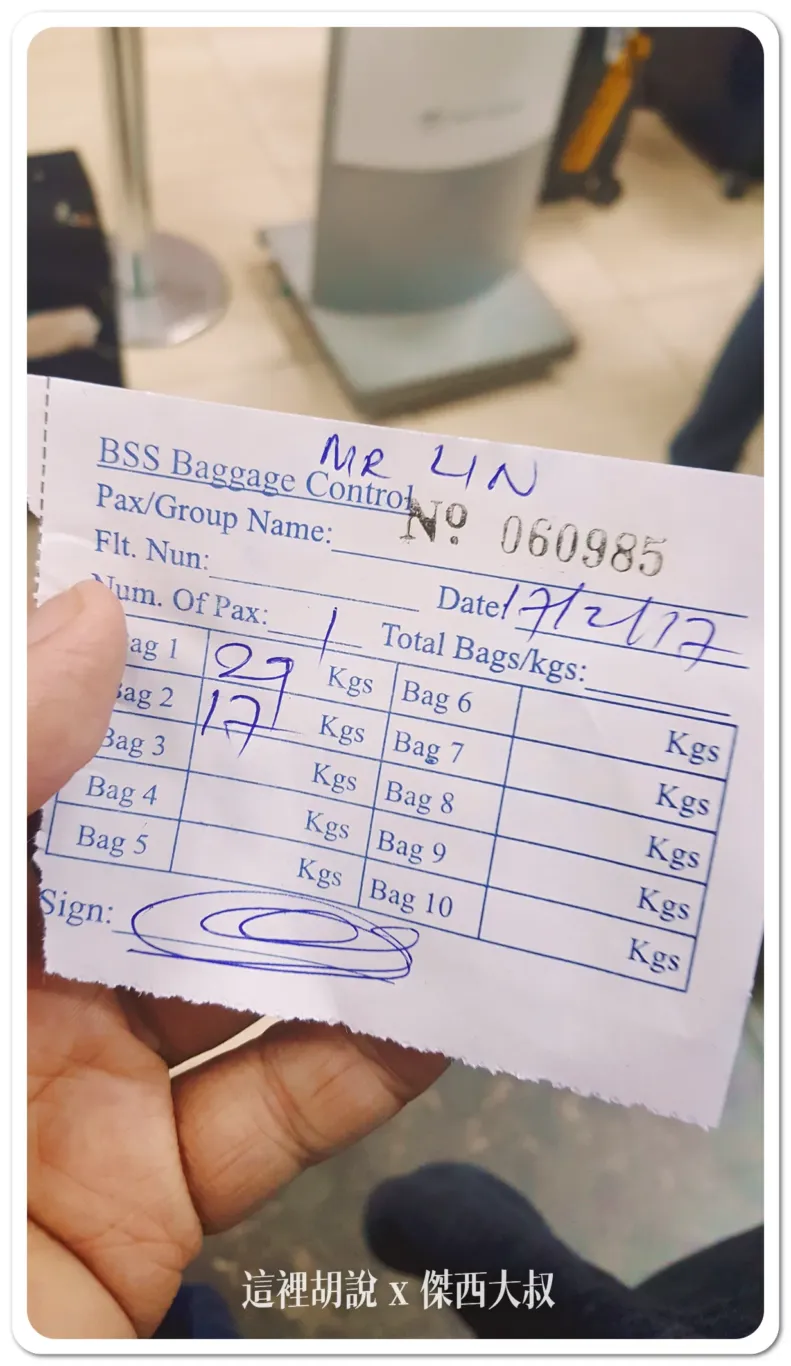 MR LIN
BSS Baggage Control
Pax/Group Name: Nº 060985
Flt. Nun: Date: 17/2/17
Num. Of Pax: 1 Total Bags/kgs:
Bag 1 Kgs Bag 6 Kgs
Bag 2 17 Kgs Bag 7 Kgs
Bag 3 Kgs Bag 8 Kgs
Bag 4 Kgs Bag 9 Kgs
Bag 5 Kgs Bag 10 Kgs
Sign:
這裡胡說 x 傑西大叔